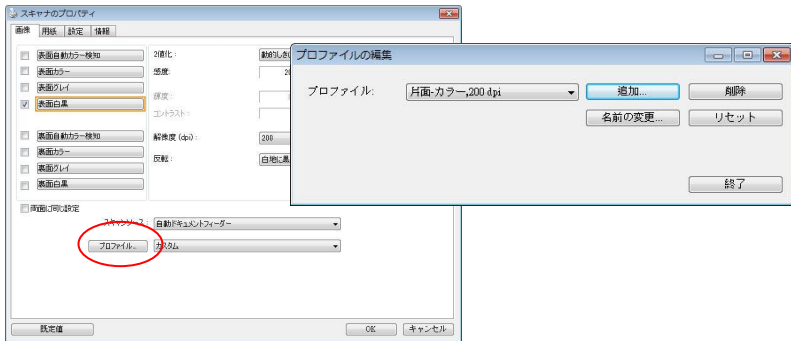 スキャナのプロパティ
画像 用紙 設定 情報
表面自動カラー検知
表面カラー
表面グレイ
表面白黒
裏面自動カラー検知
裏面カラー
裏面グレイ
裏面白黒
両面に同じ設定
2値化 :
感度:
輝度:
コントラスト:
解像度 (dpi) :
200
反転 :
白地に黒
スキャンソース : 自動ドキュメントフィーダー
プロファイル... カスタム
既定値 OK キャンセル
プロファイルの編集
プロファイル: 片面-カラー,200 dpi 追加... 削除
名前の変更... リセット
終了